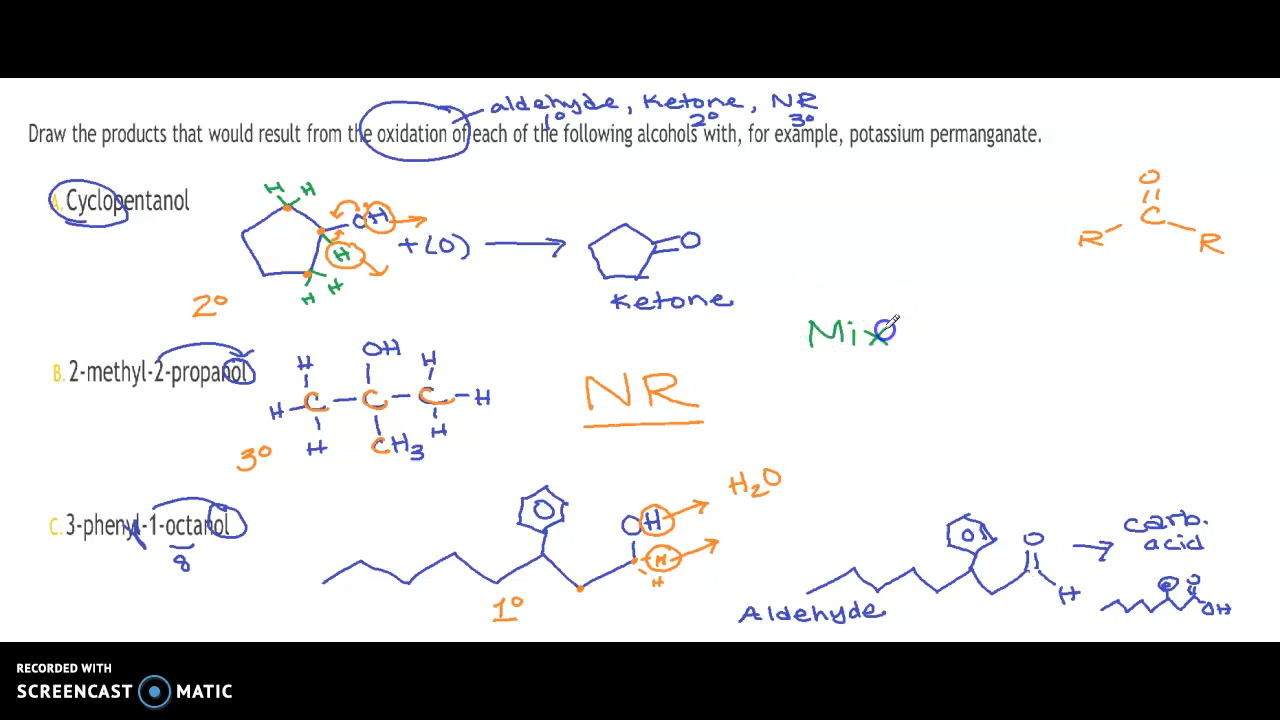 aldehyde, Ketone, NR
1° 2° 3°
Draw the products that would result from the oxidation of each of the following alcohols with, for example, potassium permanganate.
A. Cyclopentanol
H H
OH
H
H H
+ (O)
O
Ketone
2°
O
C
R R
Mix
B. 2-methyl-2-propanol
OH
H H
H C C C H
H CH3 H
3°
NR
C. 3-phenyl-1-octanol
8
OH
H
H
1°
H2O
O
H
Aldehyde
carb.
acid
O
OH
RECORDED WITH
SCREENCAST MATIC